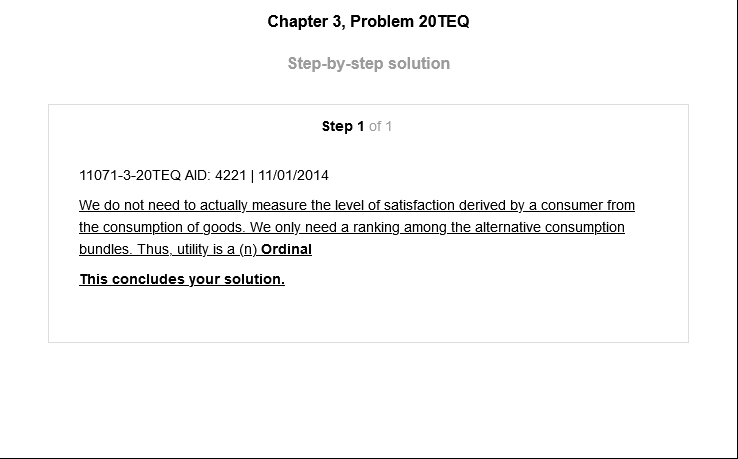 Chapter 3, Problem 20TEQ
Step-by-step solution
Step 1 of 1
11071-3-20TEQ AID: 4221 | 11/01/2014
We do not need to actually measure the level of satisfaction derived by a consumer from
the consumption of goods. We only need a ranking among the alternative consumption
bundles. Thus, utility is a (n) Ordinal
This concludes your solution.